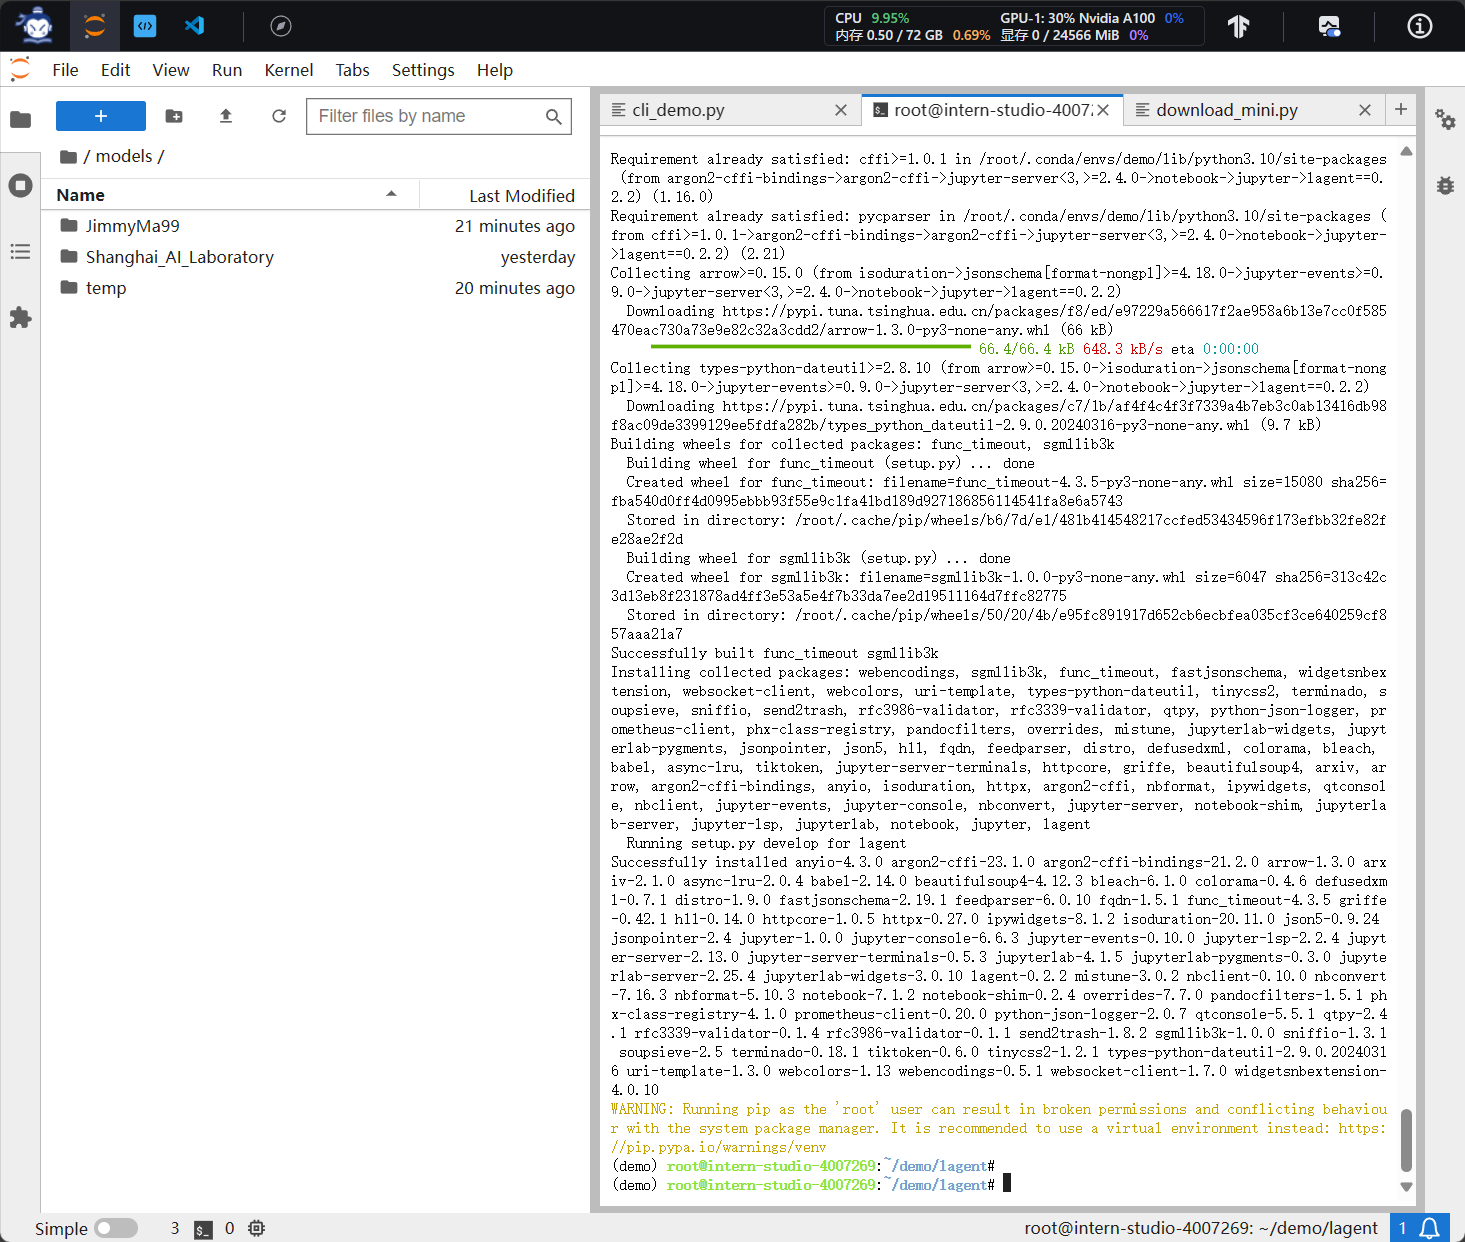 CPU 9.95% GPU-1: 30% Nvidia A100 0%
内存 0.50 / 72 GB 0.69% 显存 0 / 24566 MiB 0%
File Edit View Run Kernel Tabs Settings Help
+ Filter files by name
/ models /
Name Last Modified
JimmyMa99 21 minutes ago
Shanghai_AI_Laboratory yesterday
temp 20 minutes ago
cli_demo.py root@intern-studio-4007: download_mini.py +
Requirement already satisfied: cffi>=1.0.1 in /root/.conda/envs/demo/lib/python3.10/site-packages
(from argon2-cffi-bindings->argon2-cffi->jupyter-server<3,>=2.4.0->notebook->jupyter->lagent==0.
2.2) (1.16.0)
Requirement already satisfied: pycparser in /root/.conda/envs/demo/lib/python3.10/site-packages (
from cffi>=1.0.1->argon2-cffi-bindings->argon2-cffi->jupyter-server<3,>=2.4.0->notebook->jupyter-
>lagent==0.2.2) (2.21)
Collecting arrow>=0.15.0 (from isoduration->jsonschema[format-nongpl]>=4.18.0->jupyter-events>=0.
9.0->jupyter-server<3,>=2.4.0->notebook->jupyter->lagent==0.2.2)
Downloading https://pypi.tuna.tsinghua.edu.cn/packages/f8/ed/e97229a566617f2ae958a6b13e7cc0f585
470eac730a73e9e82c32a3cdd2/arrow-1.3.0-py3-none-any.whl (66 kB)
66.4/66.4 kB 648.3 kB/s eta 0:00:00
Collecting types-python-dateutil>=2.8.10 (from arrow>=0.15.0->isoduration->jsonschema[format-nong
pl]>=4.18.0->jupyter-events>=0.9.0->jupyter-server<3,>=2.4.0->notebook->jupyter->lagent==0.2.2)
Downloading https://pypi.tuna.tsinghua.edu.cn/packages/c7/1b/af4f4c4f3f7339a4b7eb3c0ab13416db98
f8ac09de3399129ee5fdfa282b/types_python_dateutil-2.9.0.20240316-py3-none-any.whl (9.7 kB)
Building wheels for collected packages: func_timeout, sgmllib3k
Building wheel for func_timeout (setup.py) ... done
Created wheel for func_timeout: filename=func_timeout-4.3.5-py3-none-any.whl size=15080 sha256=
fba540d0ff4d0995ebbb93f55e9c1fa41bd189d927186856114541fa8e6a5743
Stored in directory: /root/.cache/pip/wheels/b6/7d/e1/481b414548217ccfed53434596f173efbb32fe82f
e28ae2f2d
Building wheel for sgmllib3k (setup.py) ... done
Created wheel for sgmllib3k: filename=sgmllib3k-1.0.0-py3-none-any.whl size=6047 sha256=313c42c
3d13eb8f231878ad4ff3e53a5e4f7b33da7ee2d19511164d7ffc82775
Stored in directory: /root/.cache/pip/wheels/50/20/4b/e95fc891917d652cb6ecbfea035cf3ce640259cf8
57aaa21a7
Successfully built func_timeout sgmllib3k
Installing collected packages: webencodings, sgmllib3k, func_timeout, fastjsonschema, widgetsnbex
tension, websocket-client, webcolors, uri-template, types-python-dateutil, tinycss2, terminado, s
oupsieve, sniffio, send2trash, rfc3986-validator, rfc3339-validator, qtpy, python-json-logger, pr
ometheus-client, phx-class-registry, pandocfilters, overrides, mistune, jupyterlab-widgets, jupyt
erlab-pygments, jsonpointer, json5, h11, fqdn, feedparser, distro, defusedxml, colorama, bleach,
babel, async-lru, tiktoken, jupyter-server-terminals, httpcore, griffe, beautifulsoup4, arxiv, ar
row, argon2-cffi-bindings, anyio, isoduration, httpx, argon2-cffi, nbformat, ipywidgets, qtconsol
e, nbclient, jupyter-events, jupyter-console, nbconvert, jupyter-server, notebook-shim, jupyterla
b-server, jupyter-lsp, jupyterlab, notebook, jupyter, lagent
Running setup.py develop for lagent
Successfully installed anyio-4.3.0 argon2-cffi-23.1.0 argon2-cffi-bindings-21.2.0 arrow-1.3.0 arx
iv-2.1.0 async-lru-2.0.4 babel-2.14.0 beautifulsoup4-4.12.3 bleach-6.1.0 colorama-0.4.6 defusedxm
l-0.7.1 distro-1.9.0 fastjsonschema-2.19.1 feedparser-6.0.10 fqdn-1.5.1 func_timeout-4.3.5 griffe
-0.42.1 h11-0.14.0 httpcore-1.0.5 httpx-0.27.0 ipywidgets-8.1.2 isoduration-20.11.0 json5-0.9.24
jsonpointer-2.4 jupyter-1.0.0 jupyter-console-6.6.3 jupyter-events-0.10.0 jupyter-lsp-2.2.4 jupyt
er-server-2.13.0 jupyter-server-terminals-0.5.3 jupyterlab-4.1.5 jupyterlab-pygments-0.3.0 jupyte
rlab-server-2.25.4 jupyterlab-widgets-3.0.10 lagent-0.2.2 mistune-3.0.2 nbclient-0.10.0 nbconvert
-7.16.3 nbformat-5.10.3 notebook-7.1.2 notebook-shim-0.2.4 overrides-7.7.0 pandocfilters-1.5.1 ph
x-class-registry-4.1.0 prometheus-client-0.20.0 python-json-logger-2.0.7 qtconsole-5.5.1 qtpy-2.4
.1 rfc3339-validator-0.1.4 rfc3986-validator-0.1.1 send2trash-1.8.2 sgmllib3k-1.0.0 sniffio-1.3.1
soupsieve-2.5 terminado-0.18.1 tiktoken-0.6.0 tinycss2-1.2.1 types-python-dateutil-2.9.0.2024031
6 uri-template-1.3.0 webcolors-1.13 webencodings-0.5.1 websocket-client-1.7.0 widgetsnbextension-
4.0.10
WARNING: Running pip as the 'root' user can result in broken permissions and conflicting behaviou
r with the system package manager. It is recommended to use a virtual environment instead: https:
//pip.pypa.io/warnings/venv
(demo) root@intern-studio-4007269:~/demo/lagent#
(demo) root@intern-studio-4007269:~/demo/lagent#
Simple 3 $_ 0 root@intern-studio-4007269: ~/demo/lagent 1